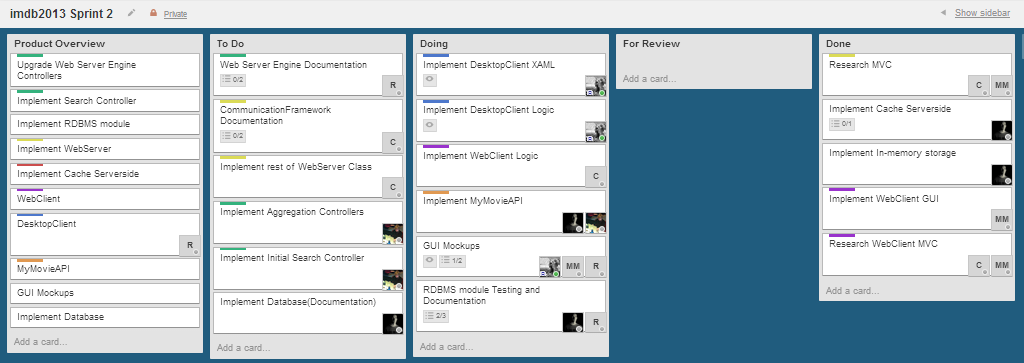 imdb2013 Sprint 2
Private
Show sidebar
Product Overview
Upgrade Web Server Engine
Controllers
Implement Search Controller
Implement RDBMS module
Implement WebServer
Implement Cache Serverside
WebClient
DesktopClient
R
MyMovieAPI
GUI Mockups
Implement Database
Add a card...
To Do
Web Server Engine Documentation
0/2
R
CommunicationFramework
Documentation
0/2
C
Implement rest of WebServer Class
C
Implement Aggregation Controllers
Implement Initial Search Controller
Implement Database(Documentation)
Add a card...
Doing
Implement DesktopClient XAML
Implement DesktopClient Logic
Implement WebClient Logic
C
Implement MyMovieAPI
GUI Mockups
1/2
MM R
RDBMS module Testing and
Documentation
2/3
R
Add a card...
For Review
Add a card...
Done
Research MVC
C MM
Implement Cache Serverside
0/1
Implement In-memory storage
Implement WebClient GUI
MM
Research WebClient MVC
C MM
Add a card...